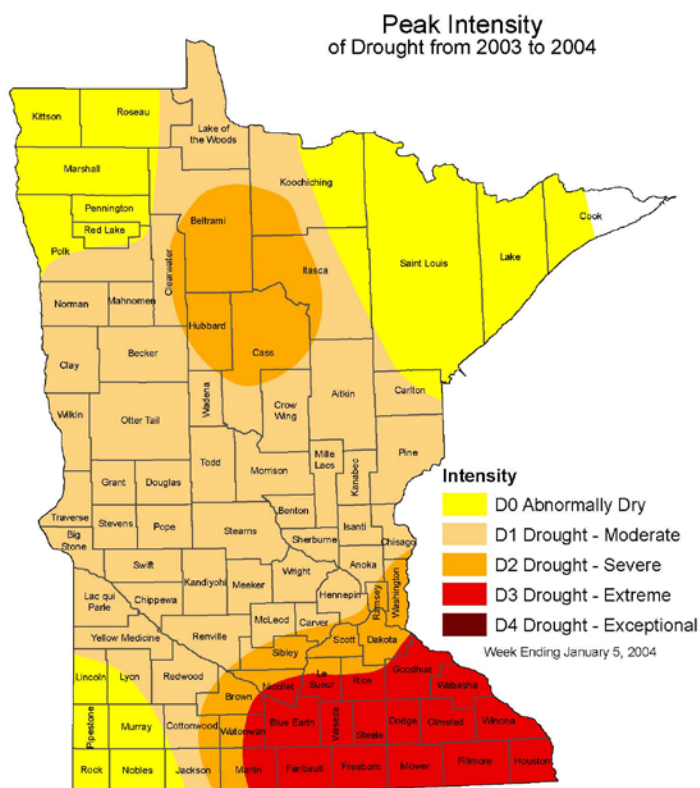 Peak Intensity
of Drought from 2003 to 2004
Kittson
Roseau
Lake of
the Woods
Marshall
Koochiching
Pennington
Red Lake
Beltrami
Cook
Polk
Clearwater
Itasca
Saint Louis
Lake
Norman
Mahnomen
Hubbard
Cass
Clay
Becker
Wadena
Aitkin
Carlton
Crow
Wing
Wilkin
Otter Tail
Pine
Todd
Mille
Lacs
Kanabec
Morrison
Grant
Douglas
Benton
Traverse
Stevens
Pope
Stearns
Isanti
Big
Stone
Sherburne
Chisago
Swift
Anoka
Kandiyohi
Meeker
Wright
Hennepin
Ramsey
Washington
Lac qui
Parle
Chippewa
McLeod
Carver
Yellow Medicine
Renville
Scott
Dakota
Sibley
Lincoln
Lyon
Redwood
Nicollet
Le
Sueur
Rice
Goodhue
Wabasha
Brown
Pipestone
Murray
Cottonwood
Watonwan
Blue Earth
Waseca
Steele
Dodge
Olmsted
Winona
Rock
Nobles
Jackson
Martin
Faribault
Freeborn
Mower
Fillmore
Houston
Intensity
D0 Abnormally Dry
D1 Drought - Moderate
D2 Drought - Severe
D3 Drought - Extreme
D4 Drought - Exceptional
Week Ending January 5, 2004